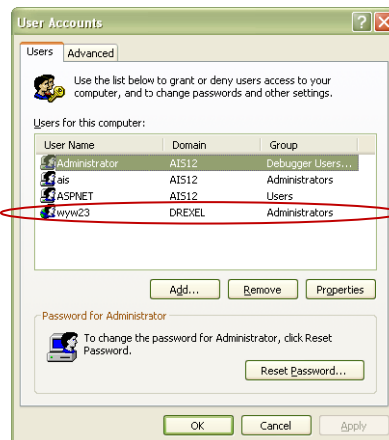 User Accounts
Users Advanced
Use the list below to grant or deny users access to your
computer, and to change passwords and other settings.
Users for this computer:
User Name Domain Group
Administrator AIS12 Debugger Users...
ais AIS12 Administrators
ASPNET AIS12 Users
wyw23 DREXEL Administrators
Add... Remove Properties
Password for Administrator
To change the password for Administrator, click Reset
Password.
Reset Password...
OK Cancel Apply